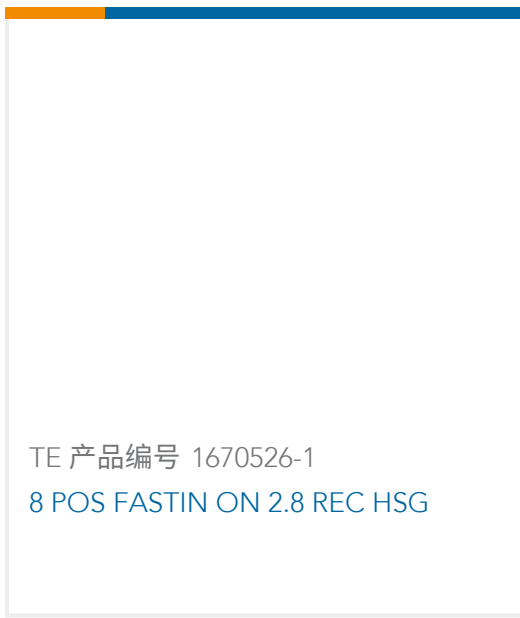 TE 产品编号 1670526-1
8 POS FASTIN ON 2.8 REC HSG